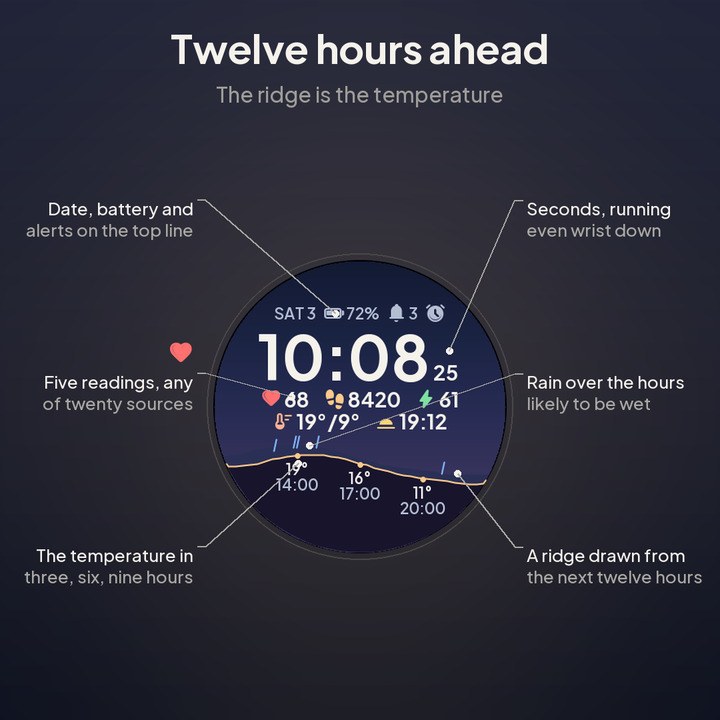 Twelve hours ahead
The ridge is the temperature
Date, battery and
alerts on the top line
Seconds, running
even wrist down
SAT 3 72% 3
10:08 25
Five readings, any
of twenty sources
68 8420 61
19°/9° 19:12
Rain over the hours
likely to be wet
19° 16° 11°
14:00 17:00 20:00
The temperature in
three, six, nine hours
A ridge drawn from
the next twelve hours